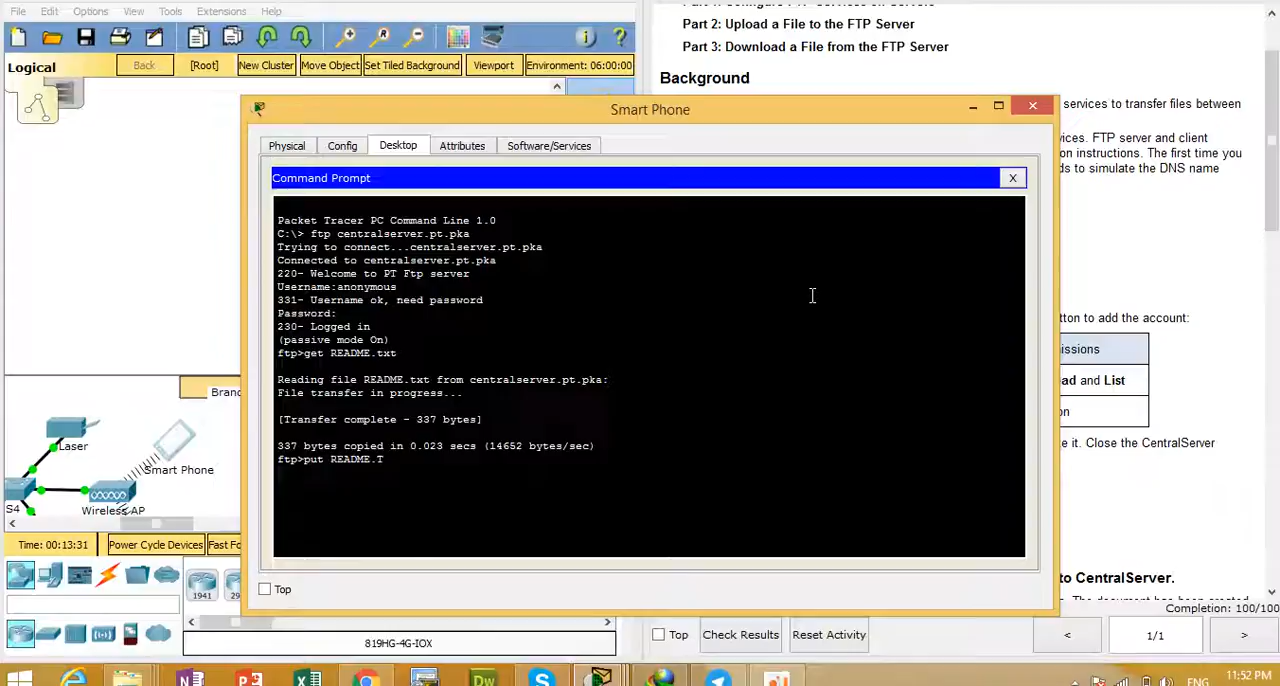 File Edit Options View Tools Extensions Help
Part 2: Upload a File to the FTP Server
Part 3: Download a File from the FTP Server
Logical Back [Root] New Cluster Move Object Set Tiled Background Viewport Environment: 06:00:00
Background
services to transfer files between
vices. FTP server and client
on instructions. The first time you
ds to simulate the DNS name
Smart Phone
Physical Config Desktop Attributes Software/Services
Command Prompt X
Packet Tracer PC Command Line 1.0
C:\> ftp centralserver.pt.pka
Trying to connect...centralserver.pt.pka
Connected to centralserver.pt.pka
220- Welcome to PT Ftp server
Username:anonymous
331- Username ok, need password
Password:
230- Logged in
(passive mode On)
ftp>get README.txt
Reading file README.txt from centralserver.pt.pka:
File transfer in progress...
[Transfer complete - 337 bytes]
337 bytes copied in 0.023 secs (14652 bytes/sec)
ftp>put README.T
Top
tton to add the account:
issions
ad and List
on
e it. Close the CentralServer
to CentralServer.
Bran
Laser
Smart Phone
S4
Wireless AP
Time: 00:13:31 Power Cycle Devices Fast Fo
1941 29
819HG-4G-IOX
Completion: 100/100
Top Check Results Reset Activity < 1/1 >
11:52 PM